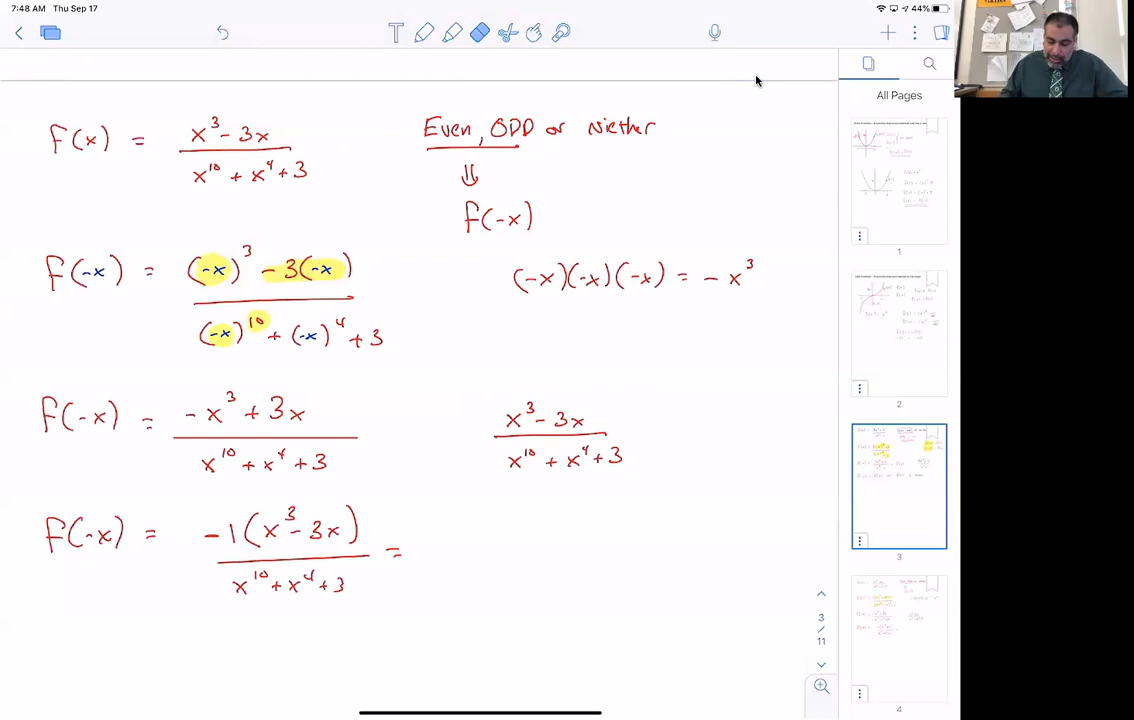 7:48 AM Thu Sep 17
44%
All Pages
f(x) = x³ - 3x / x¹⁰ + x⁴ + 3
Even, ODD or Niether
⇓
f(-x)
f(-x) = (-x)³ - 3(-x) / (-x)¹⁰ + (-x)⁴ + 3
(-x)(-x)(-x) = - x³
f(-x) = - x³ + 3x / x¹⁰ + x⁴ + 3
x³ - 3x / x¹⁰ + x⁴ + 3
f(-x) = -1(x³ - 3x) / x¹⁰ + x⁴ + 3 =
3
/
11
1
2
3
4